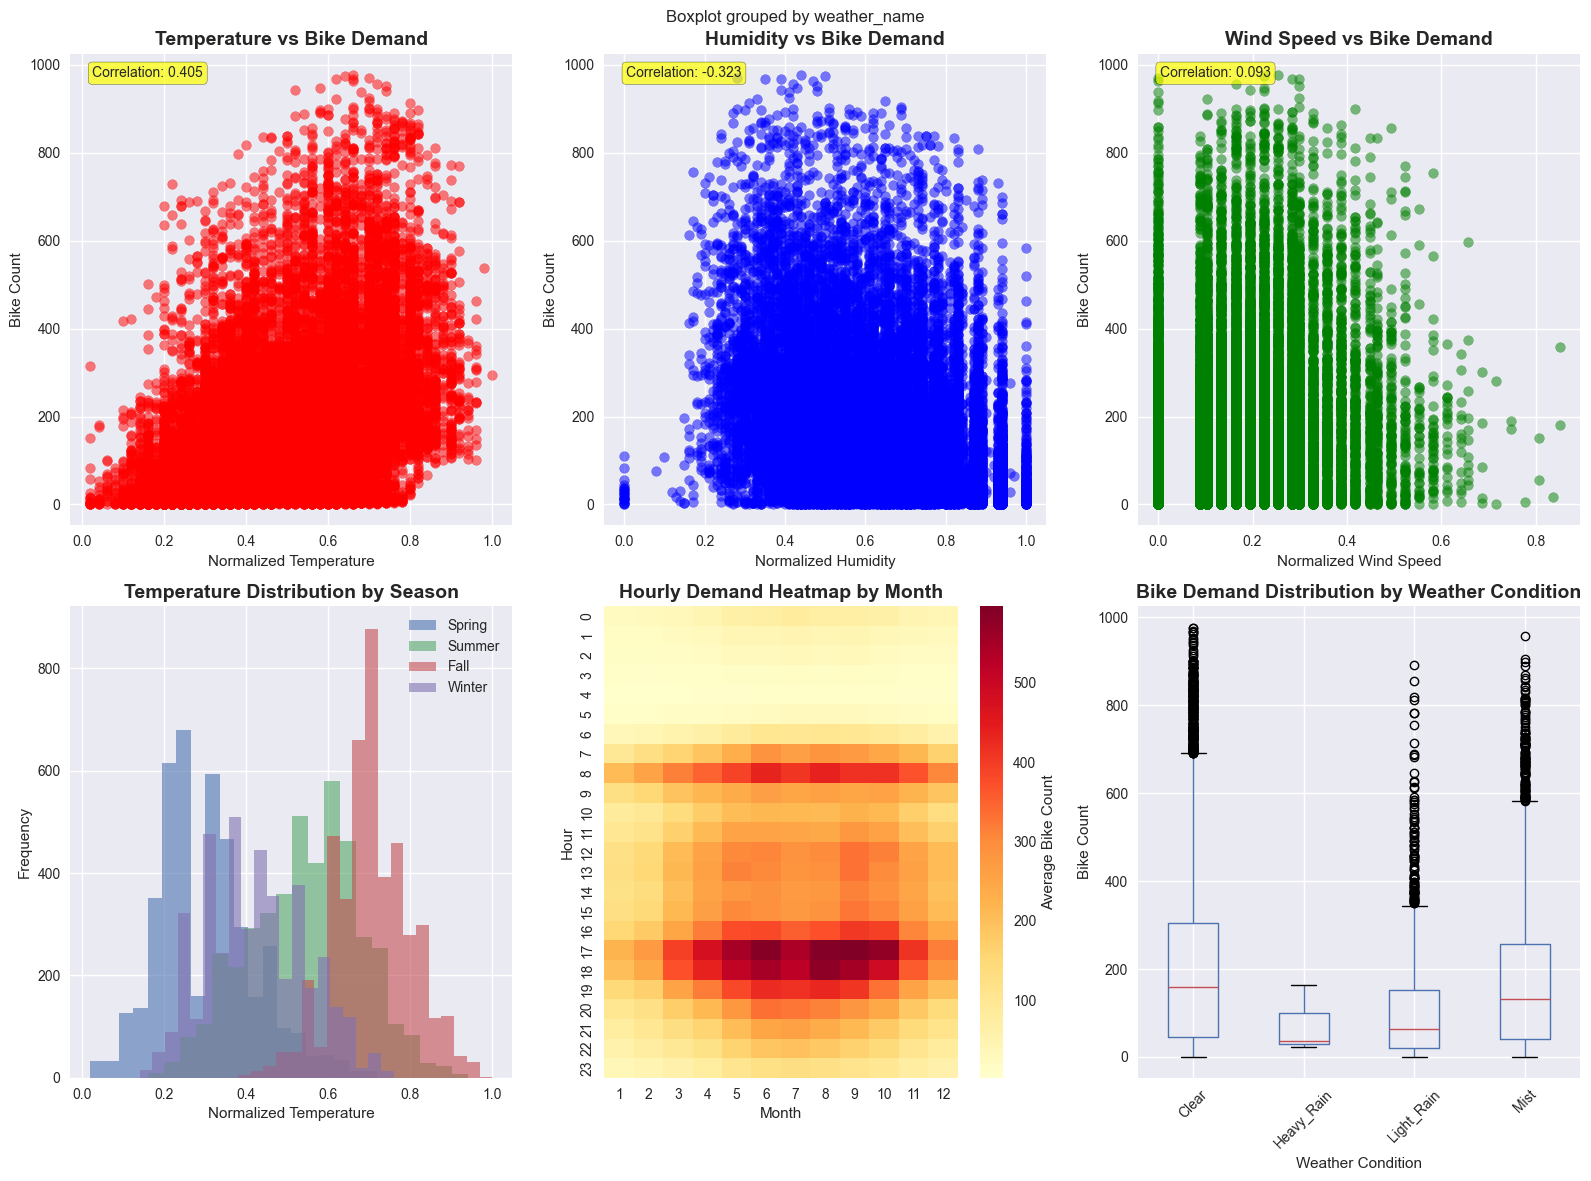 Boxplot grouped by weather_name
Temperature vs Bike Demand
Correlation: 0.405
Bike Count
1000
800
600
400
200
0
0.0 0.2 0.4 0.6 0.8 1.0
Normalized Temperature
Humidity vs Bike Demand
Correlation: -0.323
Bike Count
1000
800
600
400
200
0
0.0 0.2 0.4 0.6 0.8 1.0
Normalized Humidity
Wind Speed vs Bike Demand
Correlation: 0.093
Bike Count
1000
800
600
400
200
0
0.0 0.2 0.4 0.6 0.8
Normalized Wind Speed
Temperature Distribution by Season
Spring
Summer
Fall
Winter
Frequency
800
600
400
200
0
0.0 0.2 0.4 0.6 0.8 1.0
Normalized Temperature
Hourly Demand Heatmap by Month
Hour
0
1
2
3
4
5
6
7
8
9
10
11
12
13
14
15
16
17
18
19
20
21
22
23
1 2 3 4 5 6 7 8 9 10 11 12
Month
500
400
300
200
100
Average Bike Count
Bike Demand Distribution by Weather Condition
Bike Count
1000
800
600
400
200
0
Clear
Heavy_Rain
Light_Rain
Mist
Weather Condition